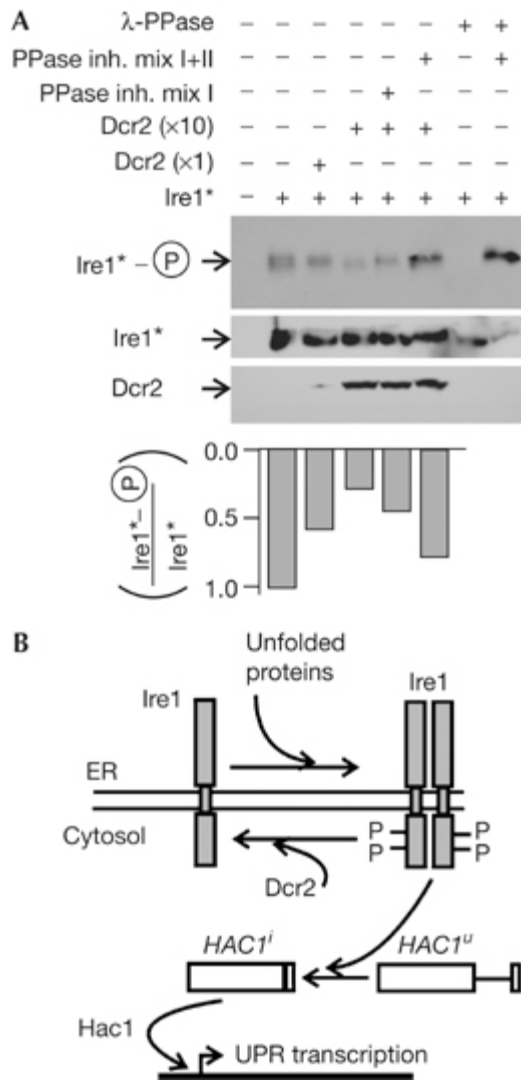 A
λ-PPase – – – – – – + +
PPase inh. mix I+II – – – – – + – +
PPase inh. mix I – – – – + – – –
Dcr2 (×10) – – – + + + – –
Dcr2 (×1) – – + – – – – –
Ire1* – + + + + + + +
Ire1* – P
Ire1*
Dcr2
Ire1*– P
Ire1*
0.0
0.5
1.0
B
Unfolded
proteins
Ire1
Ire1
ER
Cytosol
P P
P P
Dcr2
HAC1ⁱ
HAC1ᵘ
Hac1
UPR transcription